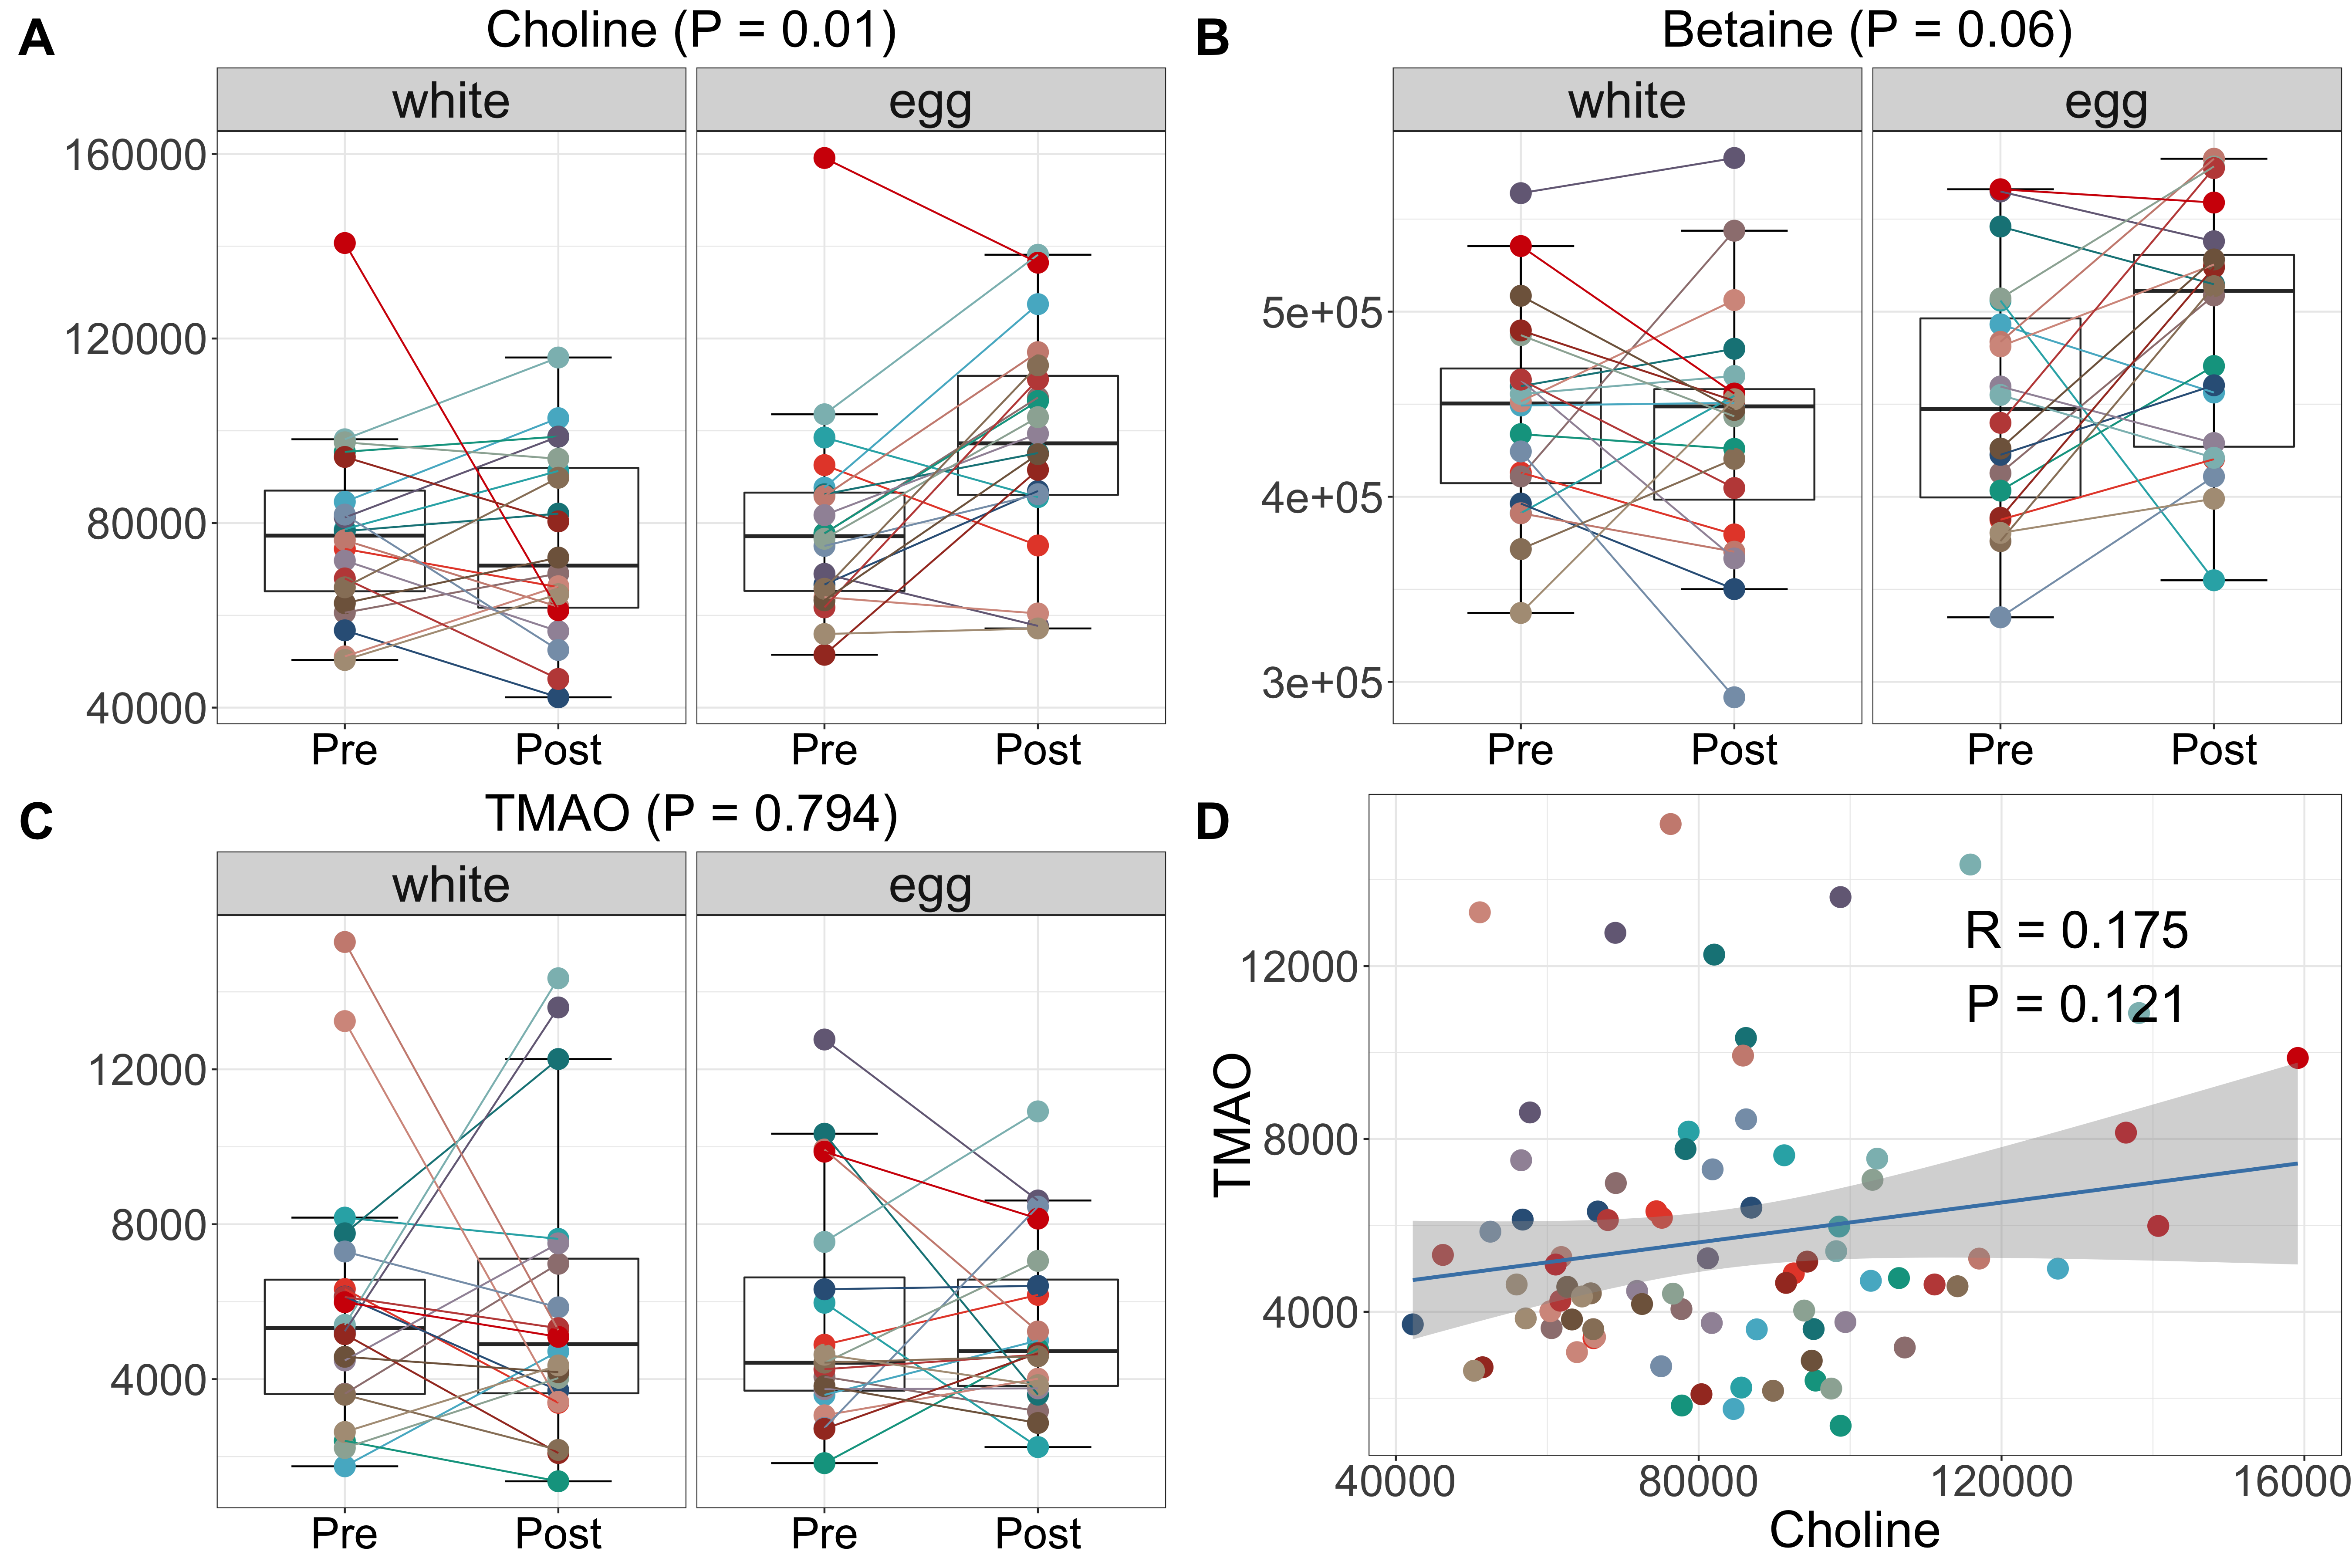 A
Choline (P = 0.01)
white
egg
160000
120000
80000
40000
Pre
Post
Pre
Post
B
Betaine (P = 0.06)
white
egg
5e+05
4e+05
3e+05
Pre
Post
Pre
Post
C
TMAO (P = 0.794)
white
egg
12000
8000
4000
Pre
Post
Pre
Post
D
R = 0.175
P = 0.121
TMAO
12000
8000
4000
40000
80000
120000
16000
Choline